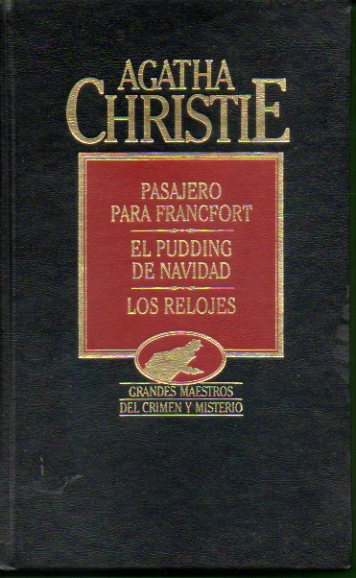 AGATHA
CHRISTIE
PASAJERO
PARA FRANCFORT
EL PUDDING
DE NAVIDAD
LOS RELOJES
GRANDES MAESTROS
DEL CRIMEN Y MISTERIO